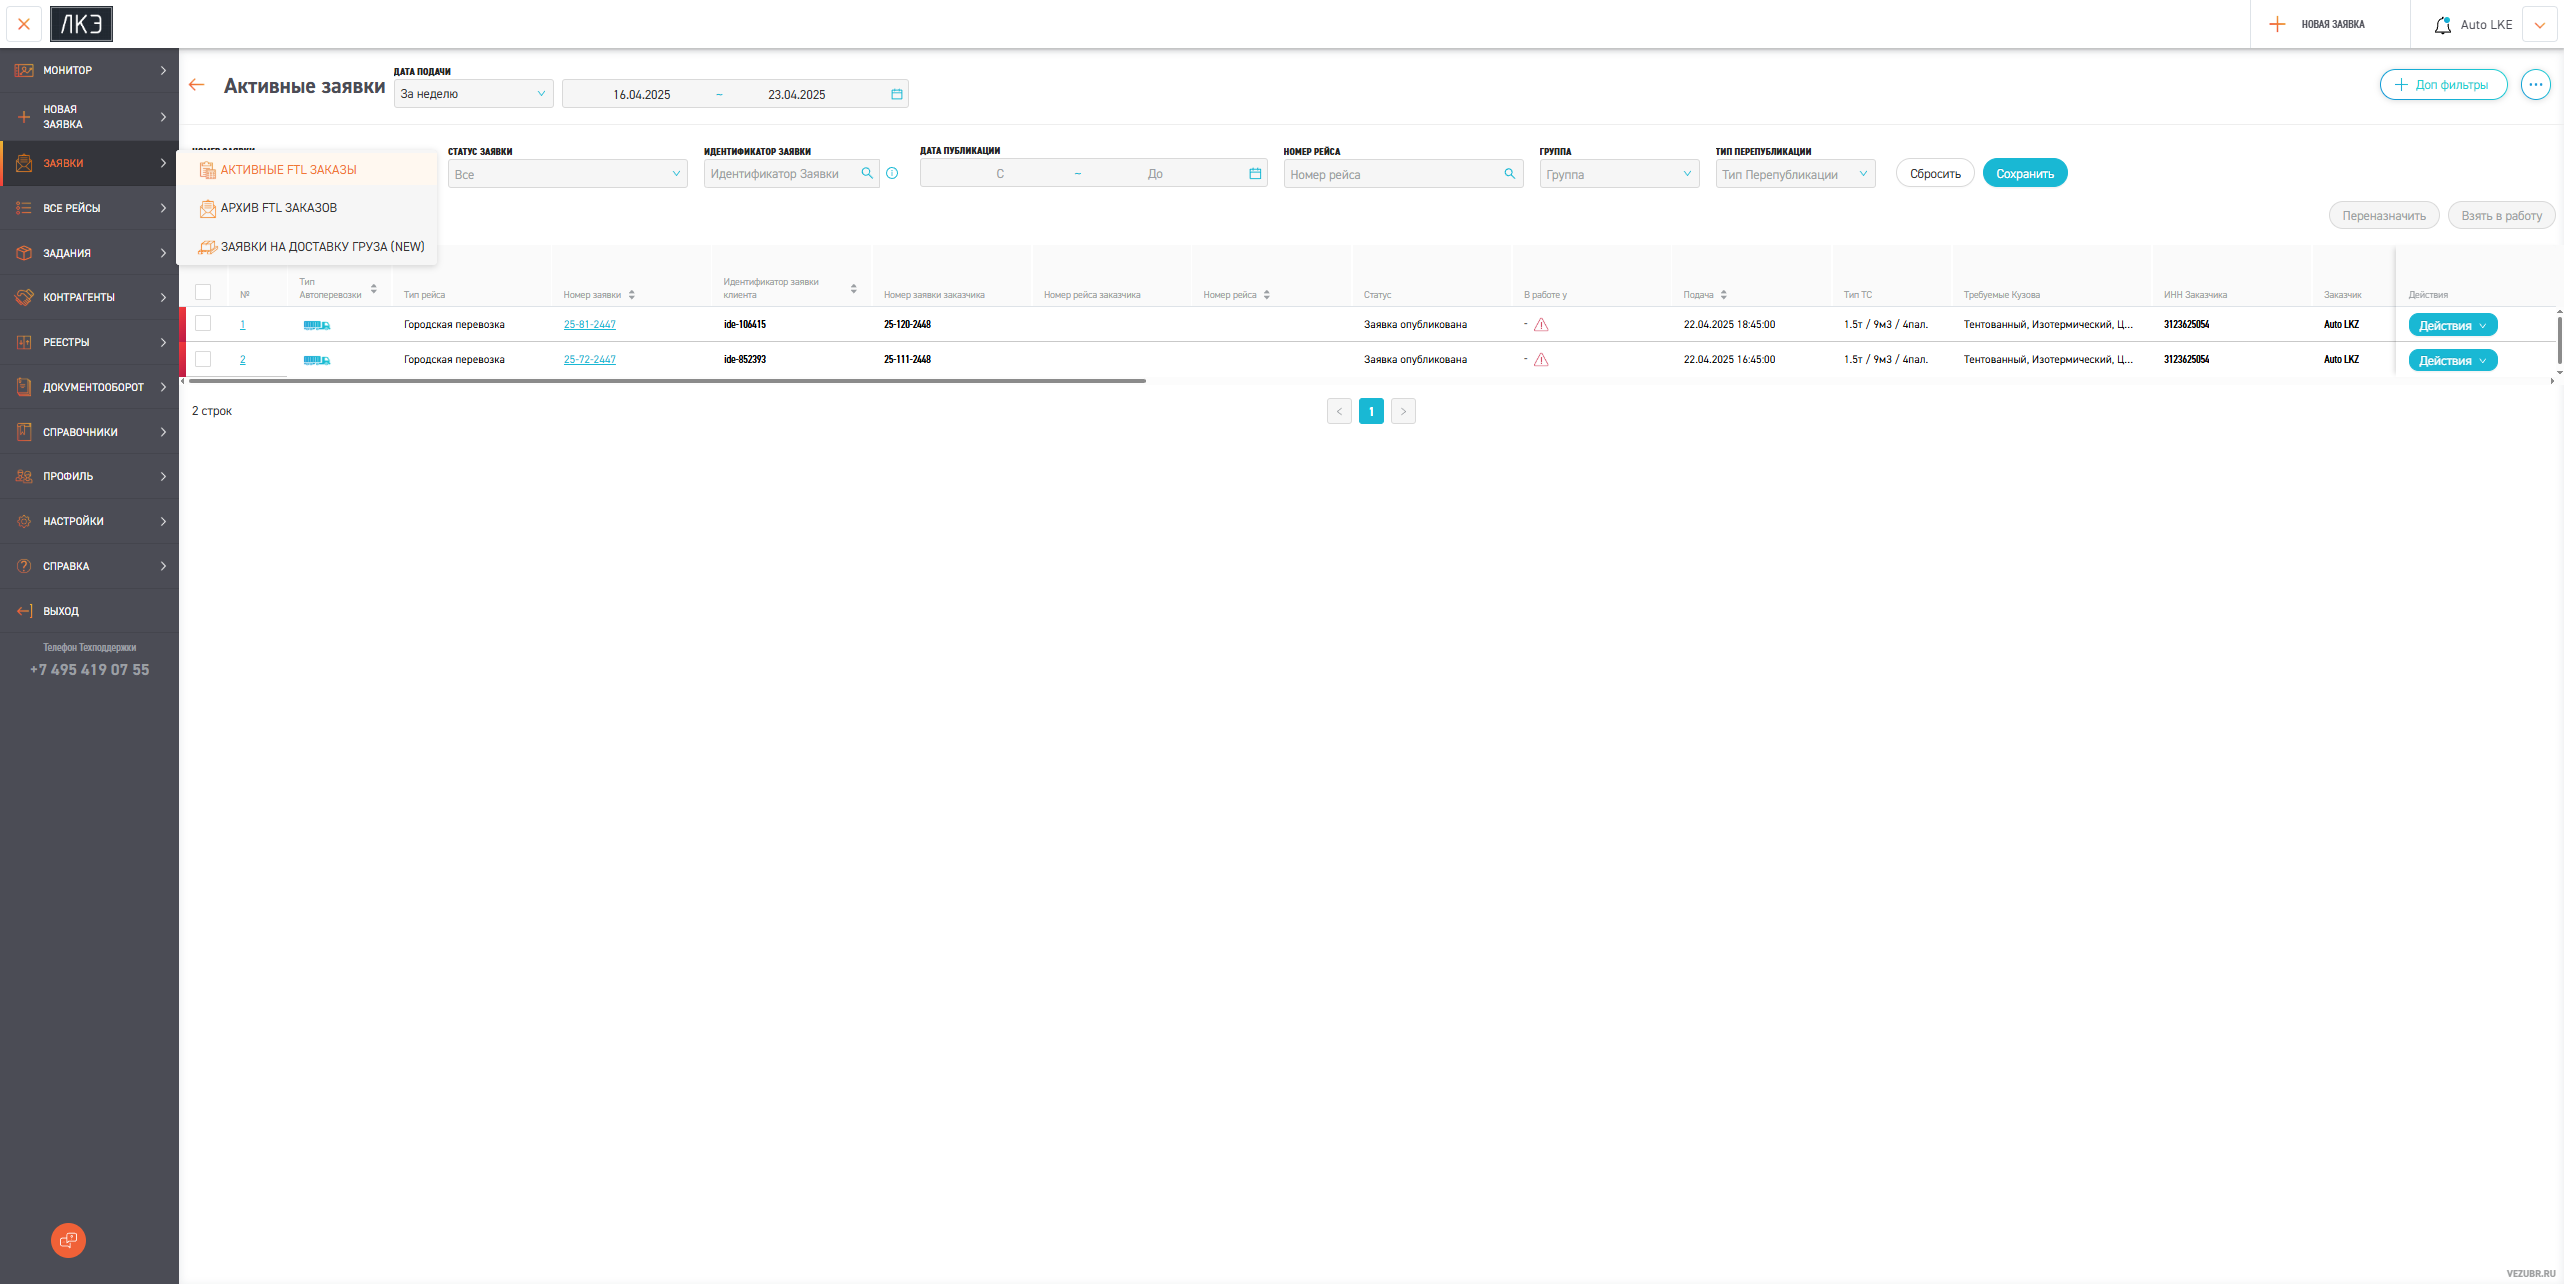 ЛКЭ
НОВАЯ ЗАЯВКА
Auto LKE
МОНИТОР
НОВАЯ
ЗАЯВКА
ЗАЯВКИ
ВСЕ РЕЙСЫ
ЗАДАНИЯ
КОНТРАГЕНТЫ
РЕЕСТРЫ
ДОКУМЕНТООБОРОТ
СПРАВОЧНИКИ
ПРОФИЛЬ
НАСТРОЙКИ
СПРАВКА
ВЫХОД
Телефон Техподдержки
+7 495 419 07 55
Активные заявки
ДАТА ПОДАЧИ
За неделю
16.04.2025 ~ 23.04.2025
Доп фильтры
АКТИВНЫЕ FTL ЗАКАЗЫ
АРХИВ FTL ЗАКАЗОВ
ЗАЯВКИ НА ДОСТАВКУ ГРУЗА (NEW)
СТАТУС ЗАЯВКИ
Все
ИДЕНТИФИКАТОР ЗАЯВКИ
Идентификатор Заявки
ДАТА ПУБЛИКАЦИИ
С ~ До
НОМЕР РЕЙСА
Номер рейса
ГРУППА
Группа
ТИП ПЕРЕПУБЛИКАЦИИ
Тип Перепубликации
Сбросить
Сохранить
Переназначить
Взять в работу
№
Тип
Автоперевозки
Тип рейса
Номер заявки
Идентификатор заявки
клиента
Номер заявки заказчика
Номер рейса заказчика
Номер рейса
Статус
В работе у
Подача
Тип ТС
Требуемые Кузова
ИНН Заказчика
Заказчик
Действия
1 Городская перевозка 25-81-2447 ide-106415 25-120-2448 Заявка опубликована - 22.04.2025 18:45:00 1.5т / 9м3 / 4пал. Тентованный, Изотермический, Ц... 3123625054 Auto LKZ Действия
2 Городская перевозка 25-72-2447 ide-852393 25-111-2448 Заявка опубликована - 22.04.2025 16:45:00 1.5т / 9м3 / 4пал. Тентованный, Изотермический, Ц... 3123625054 Auto LKZ Действия
2 строк
< 1 >
VEZUBR.RU